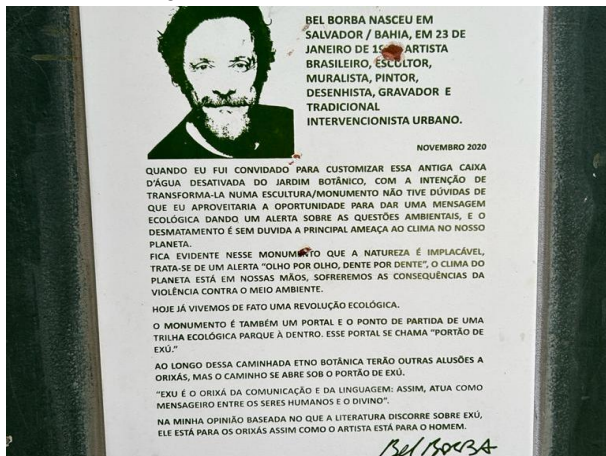 BEL BORBA NASCEU EM
SALVADOR / BAHIA, EM 23 DE
JANEIRO DE ARTISTA
BRASILEIRO, ESCULTOR,
MURALISTA, PINTOR,
DESENHISTA, GRAVADOR E
TRADICIONAL
INTERVENCIONISTA URBANO.
NOVEMBRO 2020
QUANDO EU FUI CONVIDADO PARA CUSTOMIZAR ESSA ANTIGA CAIXA
D'ÁGUA DESATIVADA DO JARDIM BOTÂNICO, COM A INTENÇÃO DE
TRANSFORMA-LA NUMA ESCULTURA/MONUMENTO NÃO TIVE DÚVIDAS DE
QUE EU APROVEITARIA A OPORTUNIDADE PARA DAR UMA MENSAGEM
ECOLÓGICA DANDO UM ALERTA SOBRE AS QUESTÕES AMBIENTAIS, E O
DESMATAMENTO É SEM DUVIDA A PRINCIPAL AMEAÇA AO CLIMA NO NOSSO
PLANETA.
FICA EVIDENTE NESSE MONUMENTO QUE A NATUREZA É IMPLACÁVEL,
TRATA-SE DE UM ALERTA "OLHO POR OLHO, DENTE POR DENTE", O CLIMA DO
PLANETA ESTÁ EM NOSSAS MÃOS, SOFREREMOS AS CONSEQUÊNCIAS DA
VIOLÊNCIA CONTRA O MEIO AMBIENTE.
HOJE JÁ VIVEMOS DE FATO UMA REVOLUÇÃO ECOLÓGICA.
O MONUMENTO É TAMBÉM UM PORTAL E O PONTO DE PARTIDA DE UMA
TRILHA ECOLÓGICA PARQUE À DENTRO. ESSE PORTAL SE CHAMA "PORTÃO DE
EXÚ."
AO LONGO DESSA CAMINHADA ETNO BOTÂNICA TERÃO OUTRAS ALUSÕES A
ORIXÁS, MAS O CAMINHO SE ABRE SOB O PORTÃO DE EXÚ.
"EXU É O ORIXÁ DA COMUNICAÇÃO E DA LINGUAGEM: ASSIM, ATUA COMO
MENSAGEIRO ENTRE OS SERES HUMANOS E O DIVINO".
NA MINHA OPINIÃO BASEADA NO QUE A LITERATURA DISCORRE SOBRE EXÚ,
ELE ESTÁ PARA OS ORIXÁS ASSIM COMO O ARTISTA ESTÁ PARA O HOMEM.
Bel BORBA